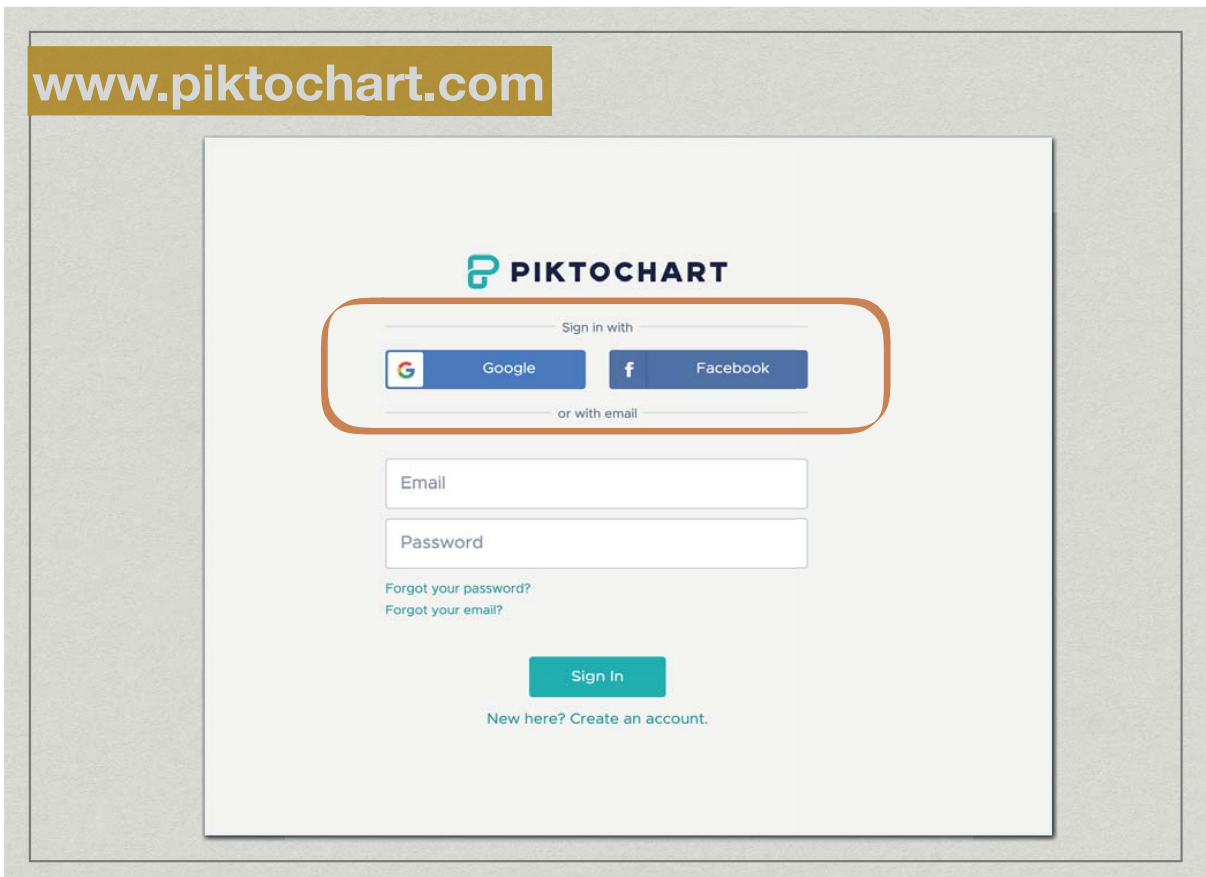 www.piktochart.com
PIKTOCHART
Sign in with
Google
Facebook
or with email
Email
Password
Forgot your password?
Forgot your email?
Sign In
New here? Create an account.